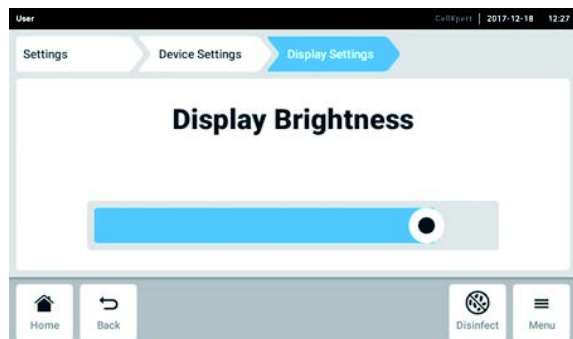 User CellXpert | 2017-12-18 12:27
Settings Device Settings Display Settings
Display Brightness
Home Back Disinfect Menu